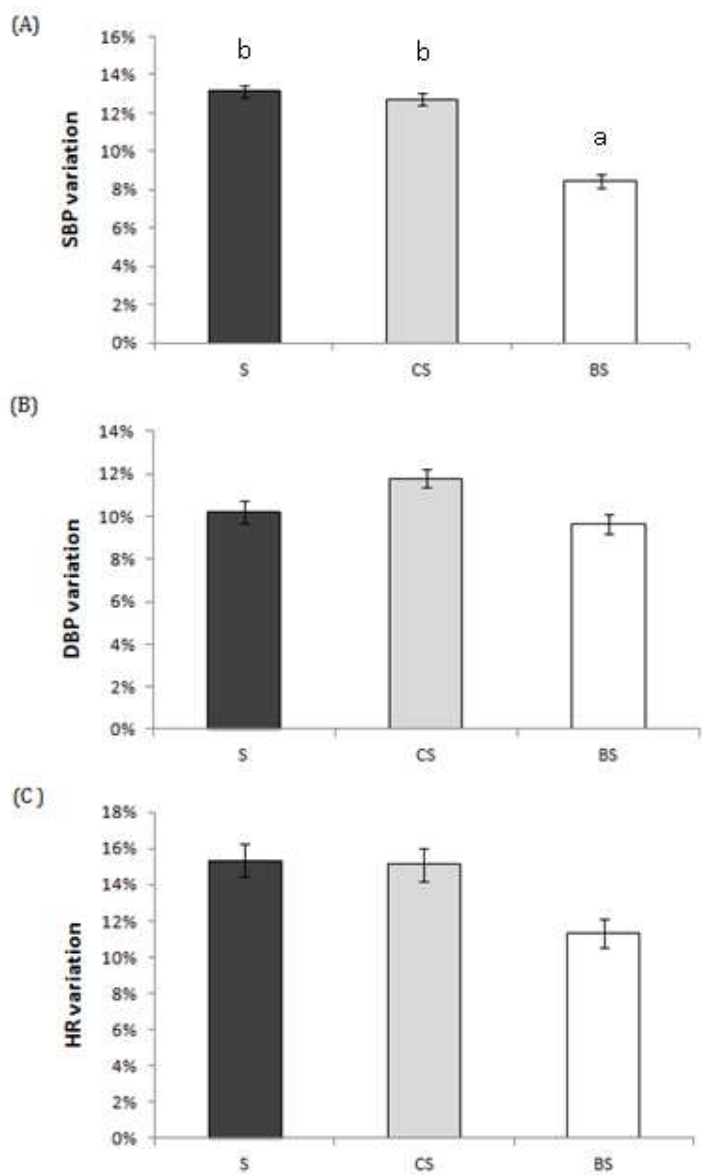 (A)
b b a
SBP variation
16%
14%
12%
10%
8%
6%
4%
2%
0%
S CS BS
(B)
DBP variation
14%
12%
10%
8%
6%
4%
2%
0%
S CS BS
(C)
HR variation
18%
16%
14%
12%
10%
8%
6%
4%
2%
0%
S CS BS